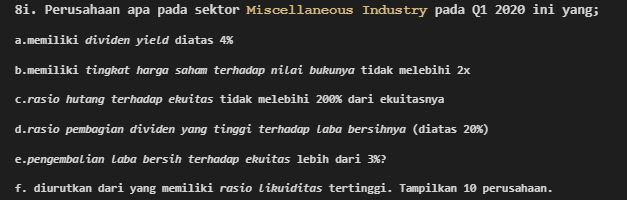 8i. Perusahaan apa pada sektor Miscellaneous Industry pada Q1 2020 ini yang;
a.memiliki dividen yield diatas 4%
b.memiliki tingkat harga saham terhadap nilai bukunya tidak melebihi 2x
c.rasio hutang terhadap ekuitas tidak melebihi 200% dari ekuitasnya
d.rasio pembagian dividen yang tinggi terhadap laba bersihnya (diatas 20%)
e.pengembalian laba bersih terhadap ekuitas lebih dari 3%?
f. diurutkan dari yang memiliki rasio likuiditas tertinggi. Tampilkan 10 perusahaan.